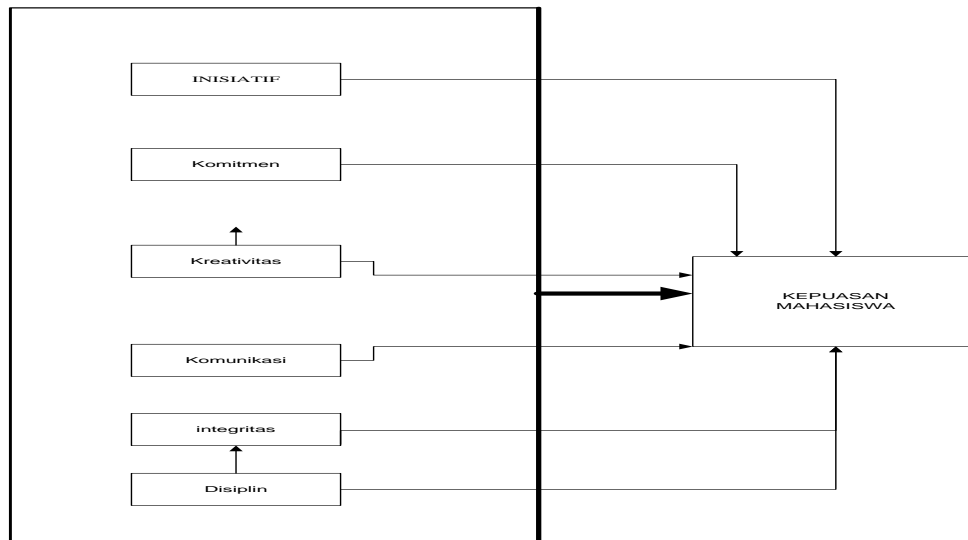 INISIATIF
Komitmen
Kreativitas
KEPUASAN
MAHASISWA
Komunikasi
integritas
Disiplin